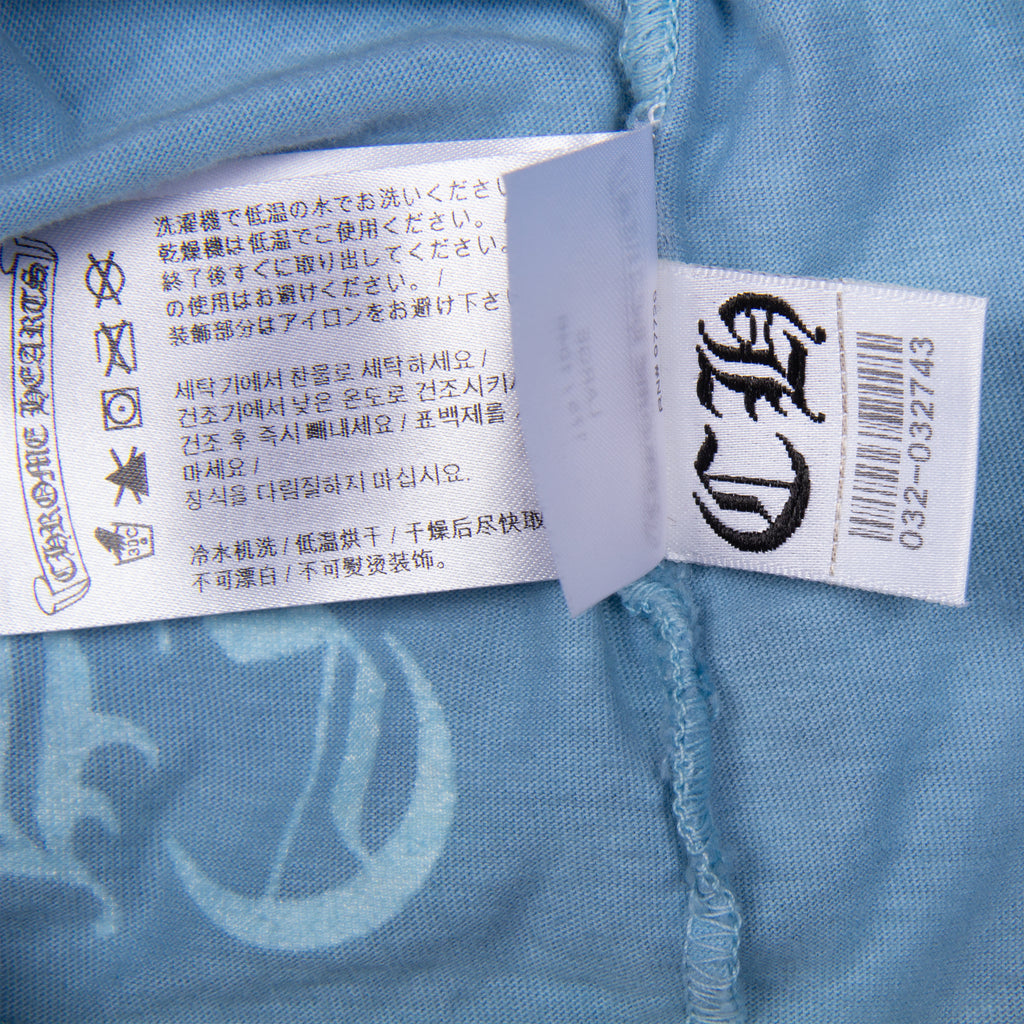 CHROME HEARTS
洗濯機で低温の水でお洗いください
乾燥機は低温でご使用ください。
終了後すぐに取り出してください。
の使用はお避けください。 /
装飾部分はアイロンをお避け下さ
세탁기에서 찬물로 세탁하세요 /
건조기에서 낮은 온도로 건조시키
건조 후 즉시 빼내세요 / 표백제를
마세요 /
장식을 다림질하지 마십시오.
冷水机洗 / 低温烘干 / 干燥后尽快取
不可漂白 / 不可熨烫装饰。
30C
CH
032-032743